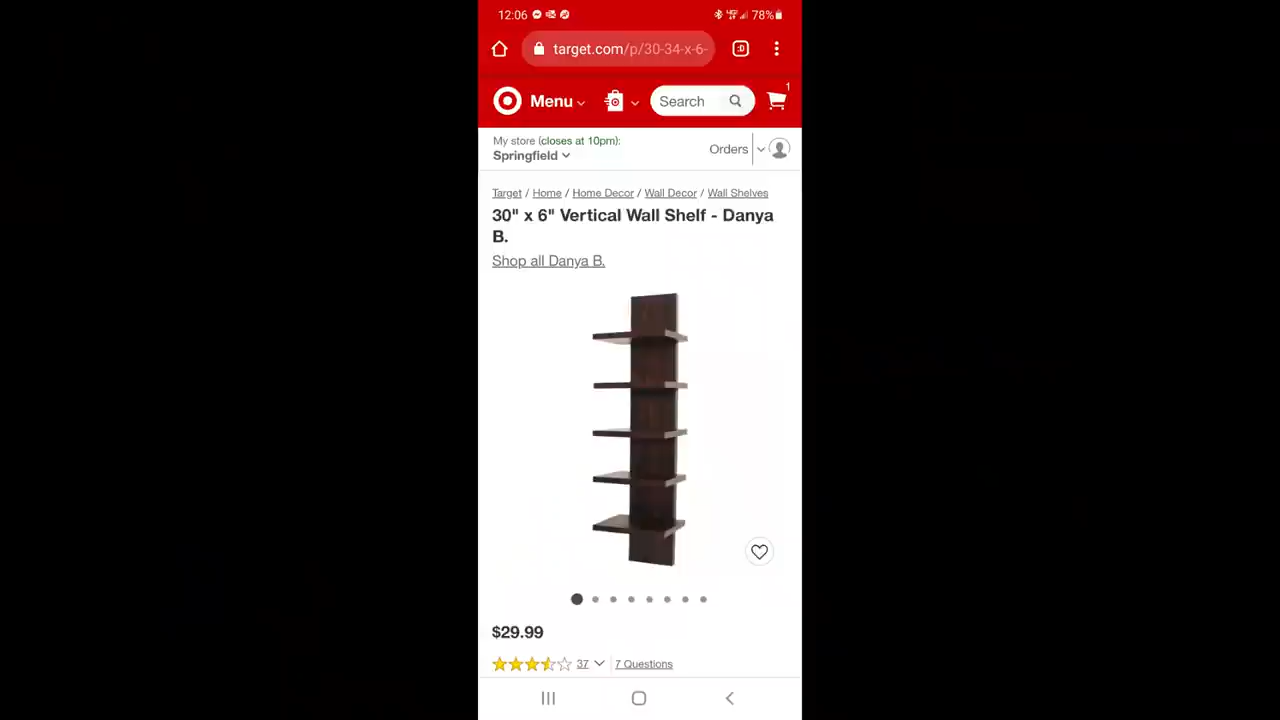 12:06 78%
target.com/p/30-34-x-6-
:D
Menu Search 1
My store (closes at 10pm):
Springfield
Orders
Target / Home / Home Decor / Wall Decor / Wall Shelves
30" x 6" Vertical Wall Shelf - Danya
B.
Shop all Danya B.
$29.99
37 7 Questions